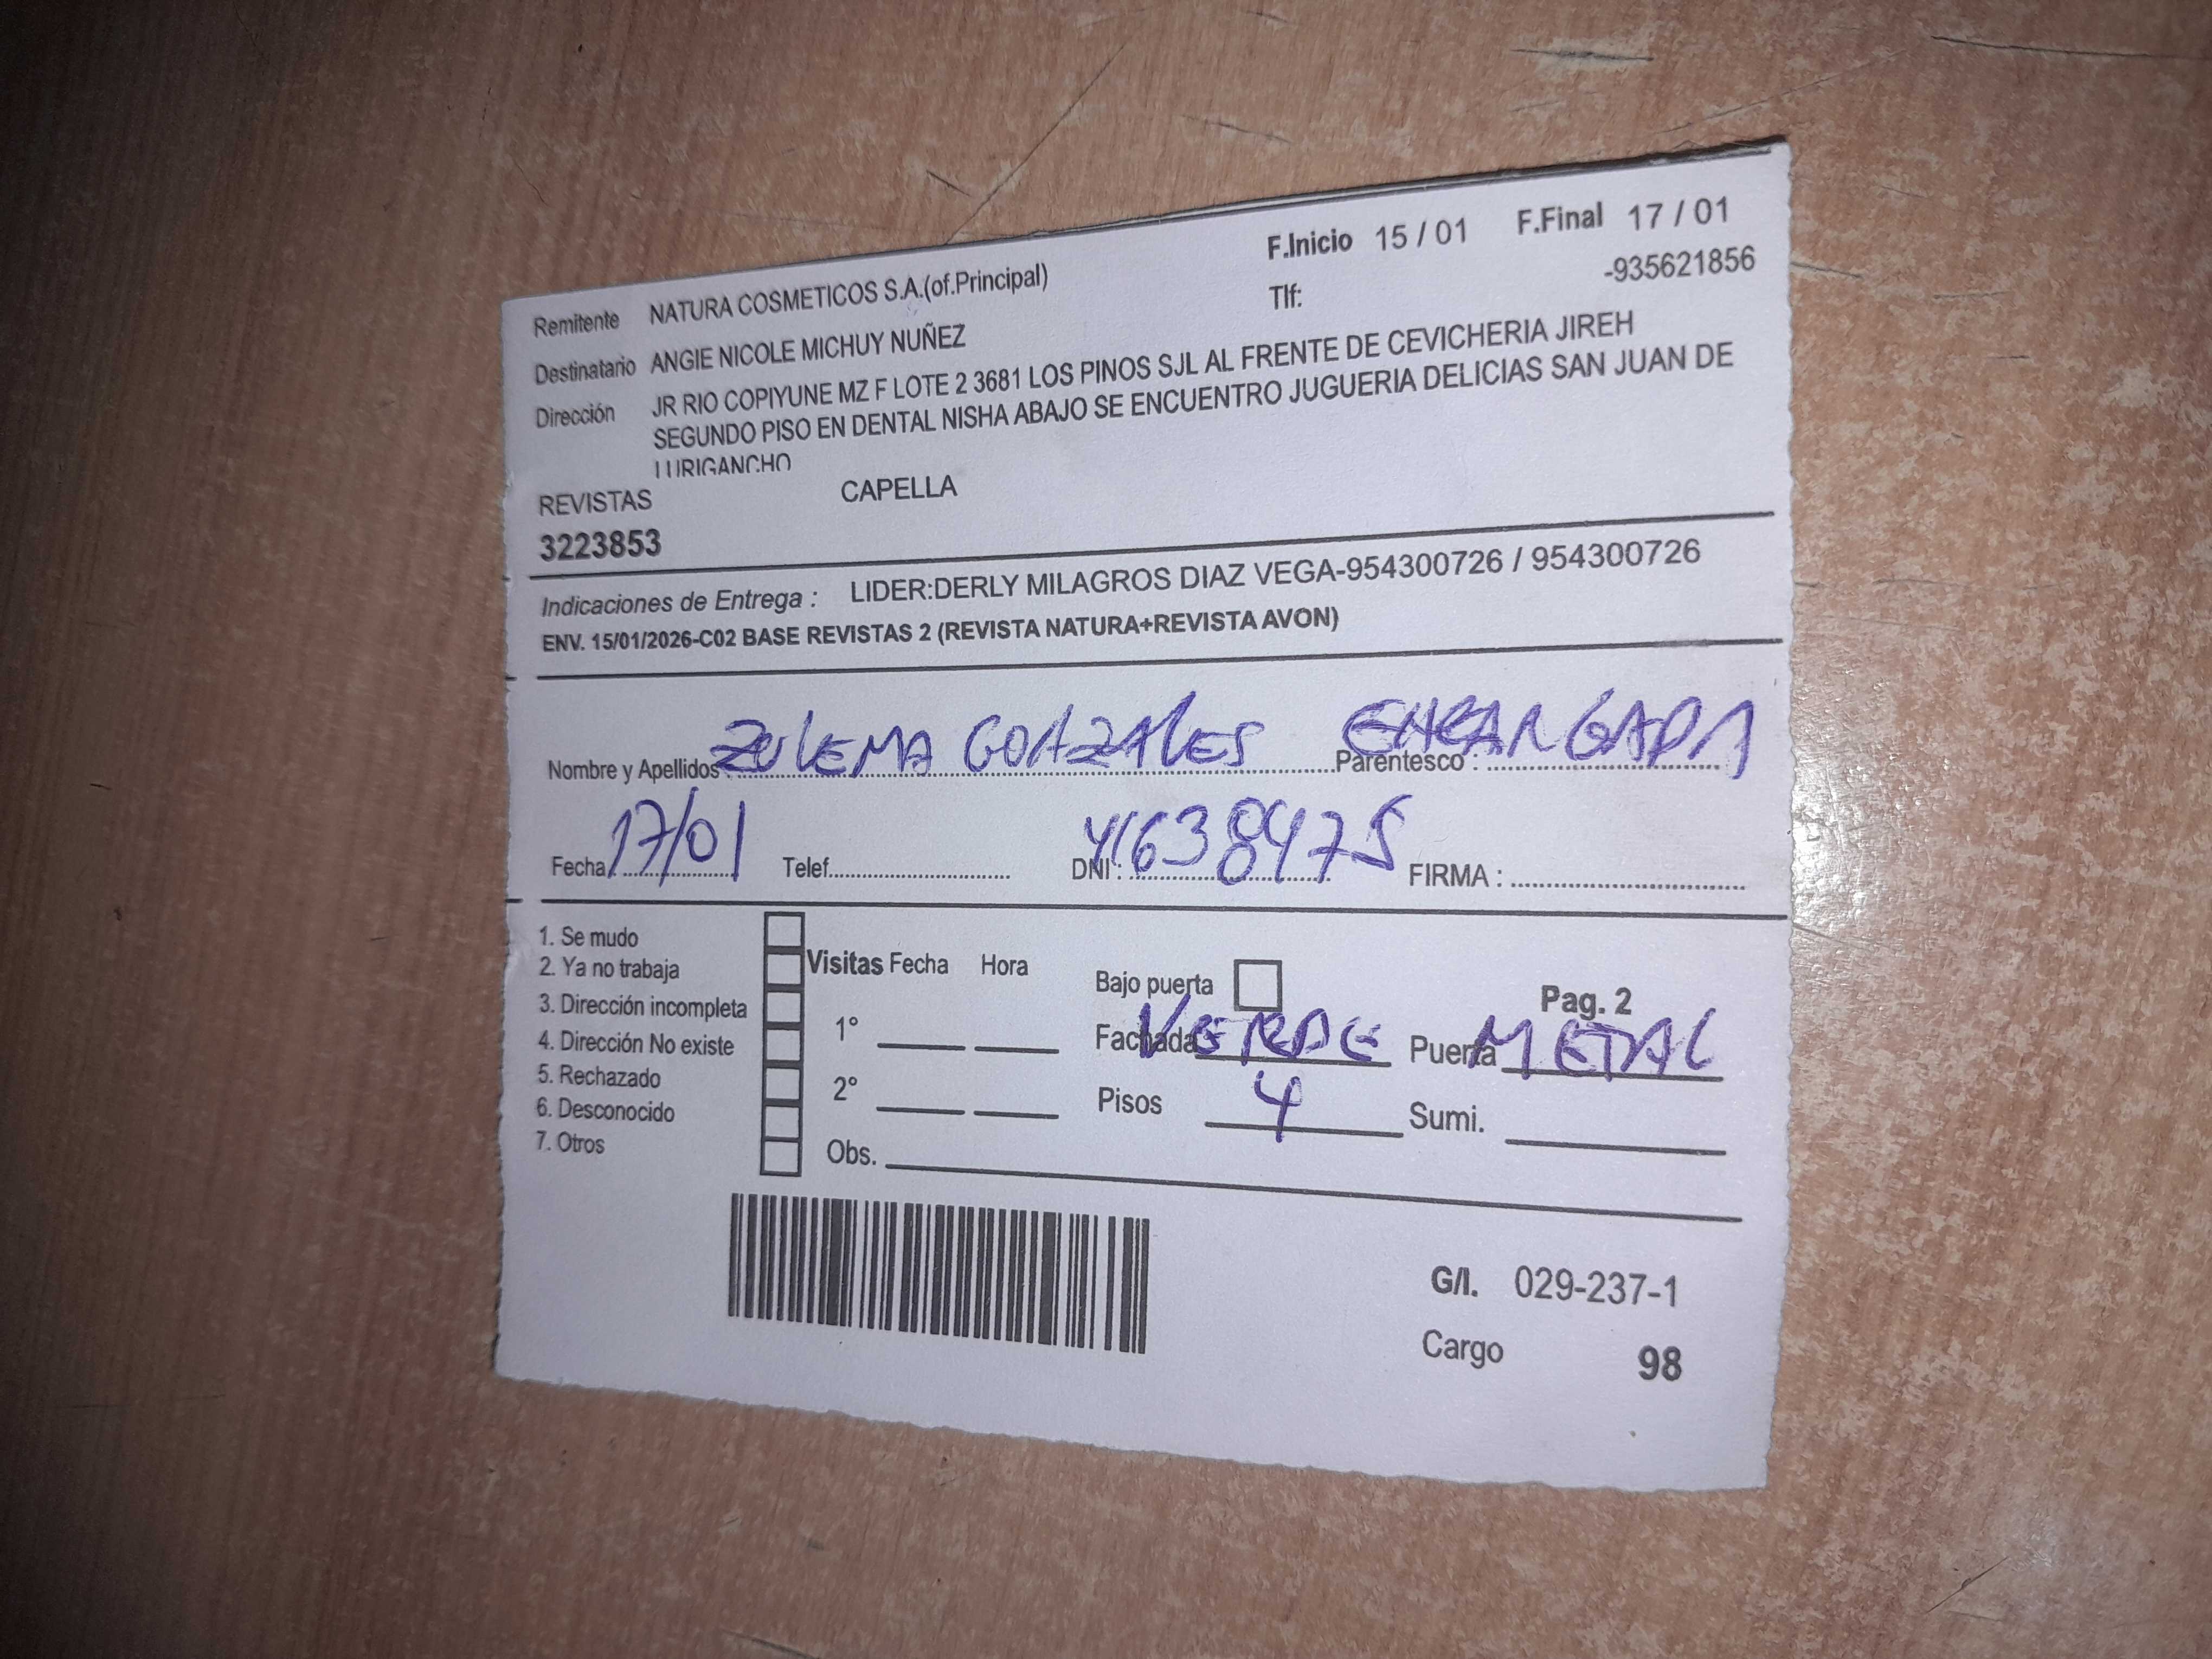 F.Inicio 15 / 01 F.Final 17 / 01
Remitente NATURA COSMETICOS S.A.(of.Principal) Tlf: -935621856
Destinatario ANGIE NICOLE MICHUY NUÑEZ
Dirección JR RIO COPIYUNE MZ F LOTE 2 3681 LOS PINOS SJL AL FRENTE DE CEVICHERIA JIREH
SEGUNDO PISO EN DENTAL NISHA ABAJO SE ENCUENTRO JUGUERIA DELICIAS SAN JUAN DE
LURIGANCHO
REVISTAS CAPELLA
3223853
Indicaciones de Entrega : LIDER:DERLY MILAGROS DIAZ VEGA-954300726 / 954300726
ENV. 15/01/2026-C02 BASE REVISTAS 2 (REVISTA NATURA+REVISTA AVON)
Nombre y Apellidos ZULEMA GONZALES Parentesco : ENCARGADA
Fecha 17/01 Telef. DNI : 41638475 FIRMA :
1. Se mudo
2. Ya no trabaja
3. Dirección incompleta
4. Dirección No existe
5. Rechazado
6. Desconocido
7. Otros
Visitas Fecha Hora
1°
2°
Obs.
Bajo puerta Pag. 2
Fachada VERDE Puerta METAL
Pisos 4 Sumi.
G/I. 029-237-1
Cargo 98